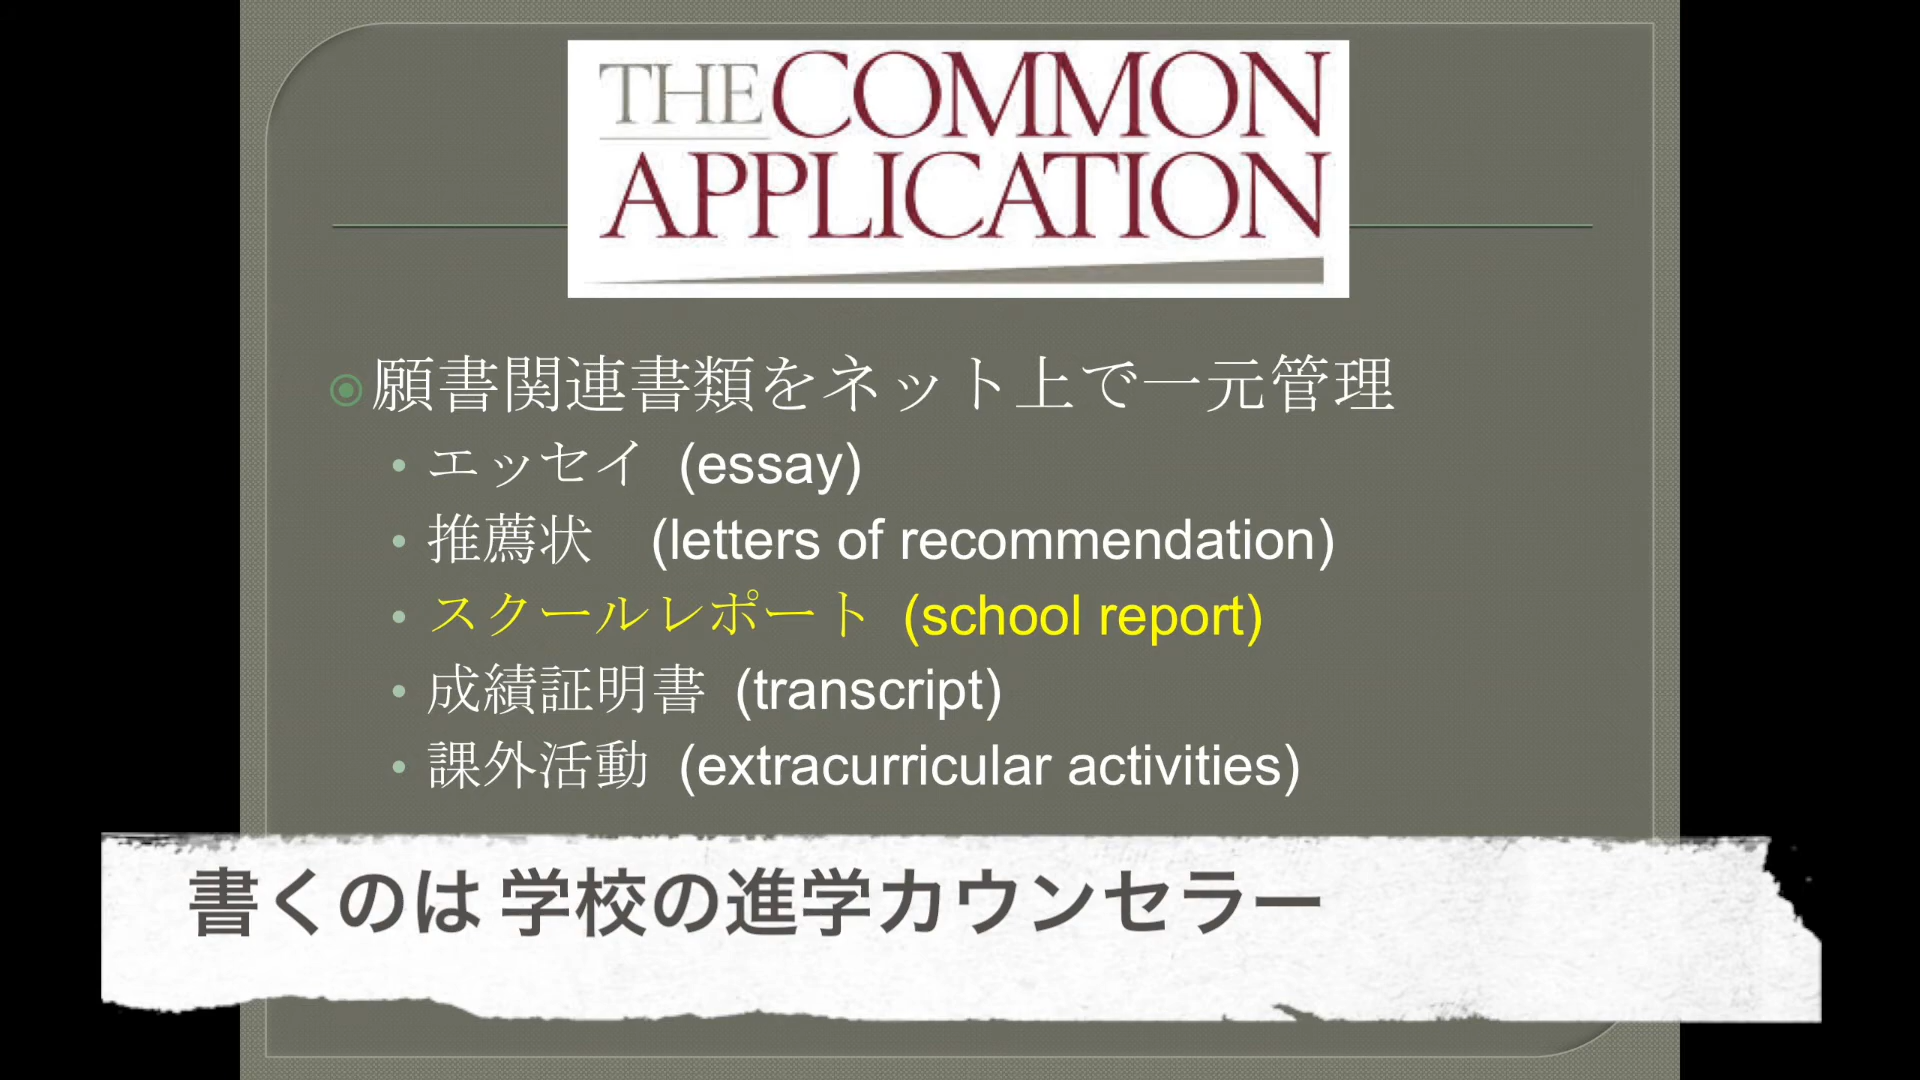 THE COMMON
APPLICATION
願書関連書類をネット上で一元管理
エッセイ (essay)
推薦状 (letters of recommendation)
スクールレポート (school report)
成績証明書 (transcript)
課外活動 (extracurricular activities)
書くのは 学校の進学カウンセラー